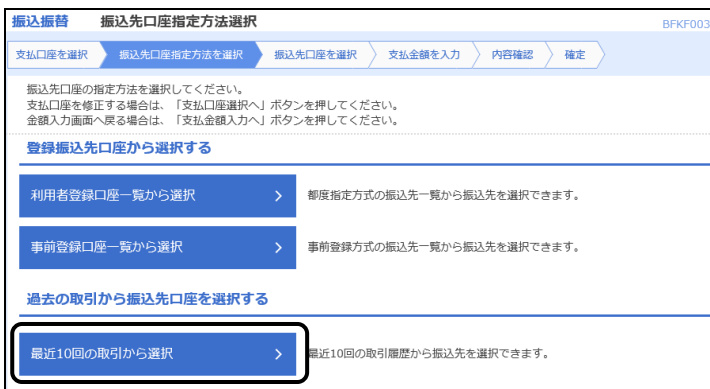 振込振替 振込先口座指定方法選択 BFKF003
支払口座を選択 振込先口座指定方法を選択 振込先口座を選択 支払金額を入力 内容確認 確定
振込先口座の指定方法を選択してください。
支払口座を修正する場合は、「支払口座選択へ」ボタンを押してください。
金額入力画面へ戻る場合は、「支払金額入力へ」ボタンを押してください。
登録振込先口座から選択する
利用者登録口座一覧から選択 都度指定方式の振込先一覧から振込先を選択できます。
事前登録口座一覧から選択 事前登録方式の振込先一覧から振込先を選択できます。
過去の取引から振込先口座を選択する
最近10回の取引から選択 最近10回の取引履歴から振込先を選択できます。